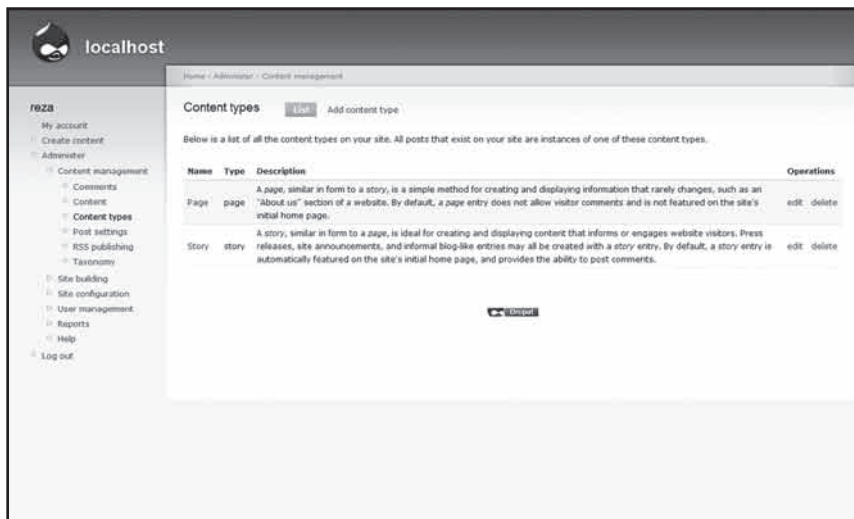 localhost
Home › Administer › Content management
reza
My account
Create content
Administer
Content management
Comments
Content
Content types
Post settings
RSS publishing
Taxonomy
Site building
Site configuration
User management
Reports
Help
Log out
Content types List Add content type
Below is a list of all the content types on your site. All posts that exist on your site are instances of one of these content types.
Name Type Description Operations
Page page A page, similar in form to a story, is a simple method for creating and displaying information that rarely changes, such as an
"About us" section of a website. By default, a page entry does not allow visitor comments and is not featured on the site's
initial home page. edit delete
Story story A story, similar in form to a page, is ideal for creating and displaying content that informs or engages website visitors. Press
releases, site announcements, and informal blog-like entries may all be created with a story entry. By default, a story entry is
automatically featured on the site's initial home page, and provides the ability to post comments. edit delete
Drupal